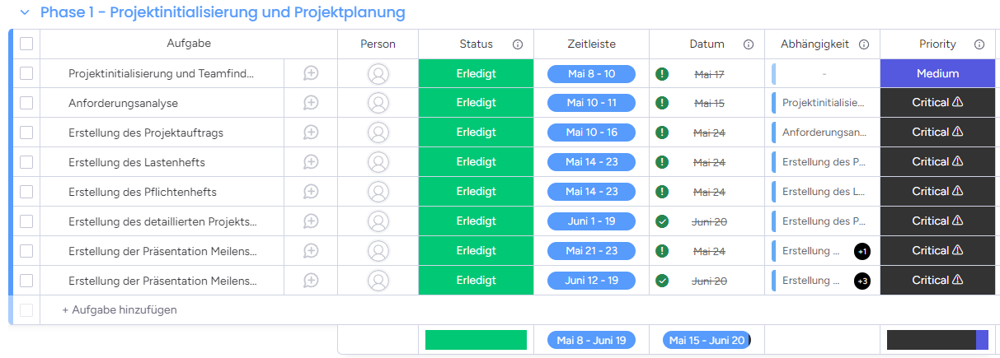 Phase 1 - Projektinitialisierung und Projektplanung
Aufgabe Person Status Zeitleiste Datum Abhängigkeit Priority
Projektinitialisierung und Teamfind... Erledigt Mai 8 - 10 Mai 17 - Medium
Anforderungsanalyse Erledigt Mai 10 - 11 Mai 15 Projektinitialisie... Critical
Erstellung des Projektauftrags Erledigt Mai 10 - 16 Mai 24 Anforderungsan... Critical
Erstellung des Lastenhefts Erledigt Mai 14 - 23 Mai 24 Erstellung des P... Critical
Erstellung des Pflichtenhefts Erledigt Mai 14 - 23 Mai 24 Erstellung des L... Critical
Erstellung des detaillierten Projekts... Erledigt Juni 1 - 19 Juni 20 Erstellung des P... Critical
Erstellung der Präsentation Meilens... Erledigt Mai 21 - 23 Mai 24 Erstellung ... +1 Critical
Erstellung der Präsentation Meilens... Erledigt Juni 12 - 19 Juni 20 Erstellung ... +3 Critical
+ Aufgabe hinzufügen
Mai 8 - Juni 19 Mai 15 - Juni 20